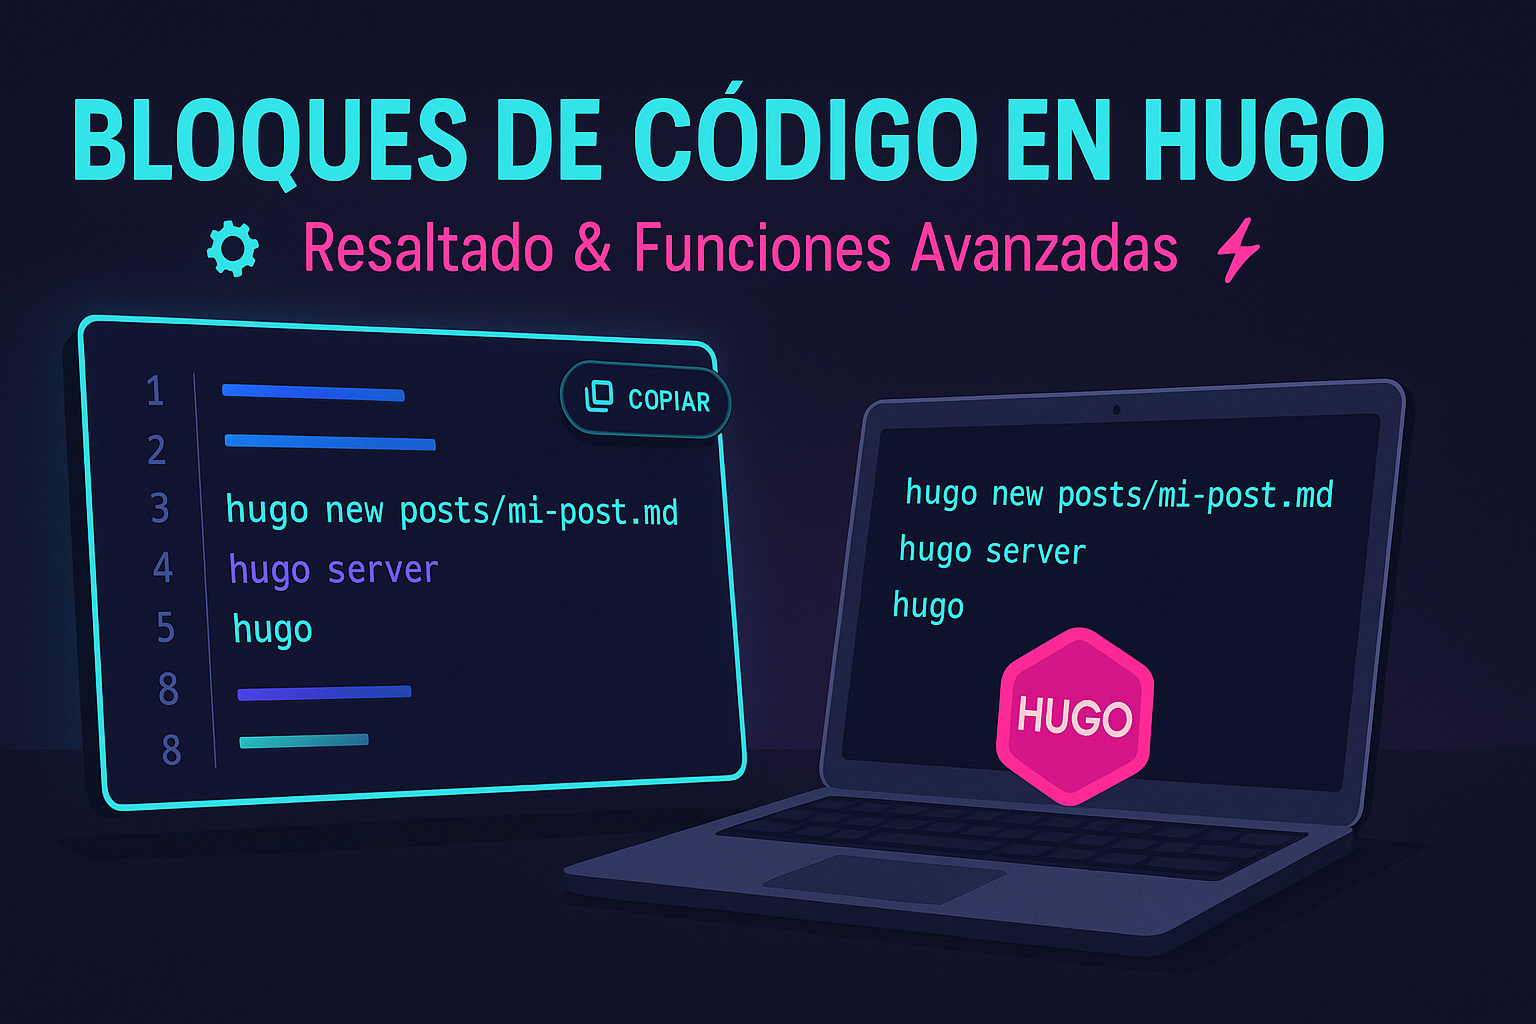 BLOQUES DE CÓDIGO EN HUGO
Resaltado & Funciones Avanzadas
COPIAR
1
2
3 hugo new posts/mi-post.md
4 hugo server
5 hugo
8
8
hugo new posts/mi-post.md
hugo server
hugo
HUGO